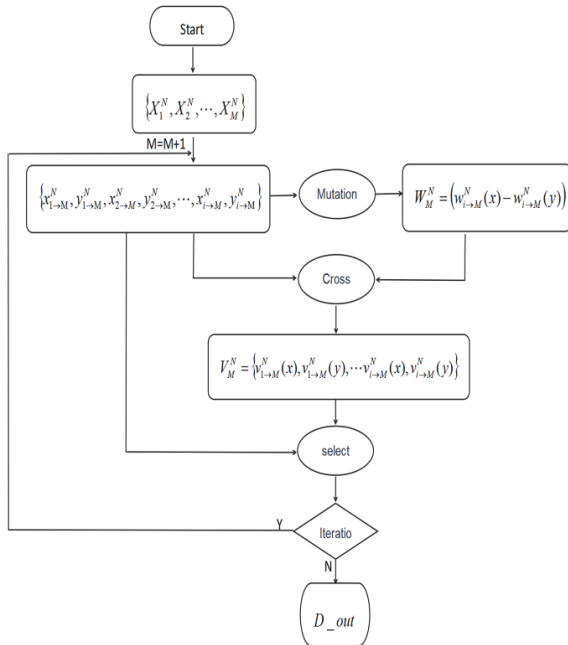 Start
{X_1^N, X_2^N, ⋯, X_M^N}
M=M+1
{x_{1→M}^N, y_{1→M}^N, x_{2→M}^N, y_{2→M}^N, ⋯, x_{i→M}^N, y_{i→M}^N}
Mutation
W_M^N = (w_{i→M}^N(x) − w_{i→M}^N(y))
Cross
V_M^N = {v_{1→M}^N(x), v_{1→M}^N(y), ⋯ v_{i→M}^N(x), v_{i→M}^N(y)}
select
Iteratio
Y
N
D_out